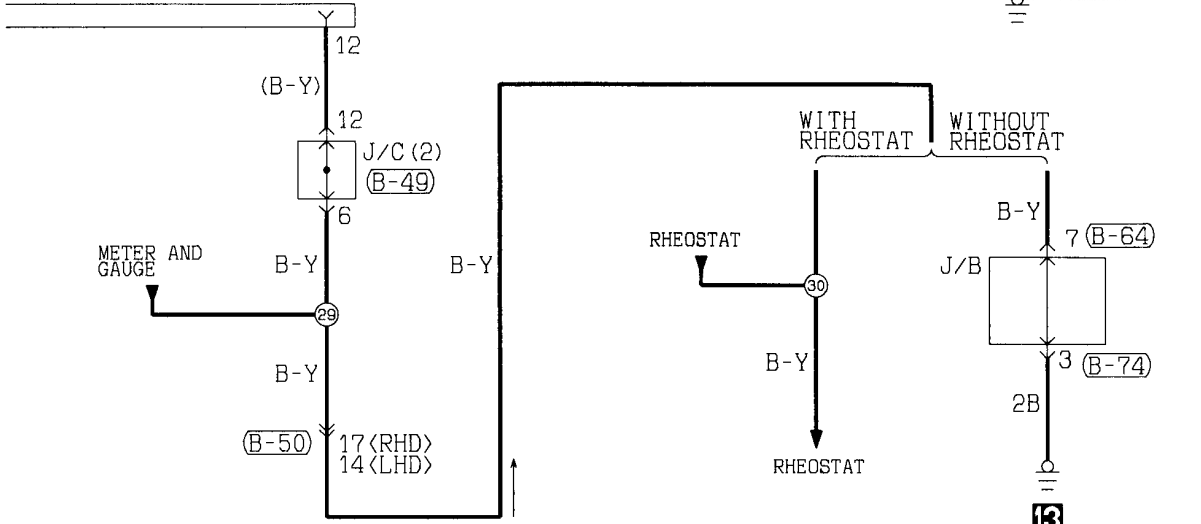 12
(B-Y)
12
J/C(2)
(B-49)
6
METER AND
GAUGE
B-Y
29
B-Y
(B-50)
17<RHD>
14<LHD>
B-Y
WITH
RHEOSTAT
WITHOUT
RHEOSTAT
RHEOSTAT
30
B-Y
RHEOSTAT
B-Y
7
(B-64)
J/B
3
(B-74)
2B
13